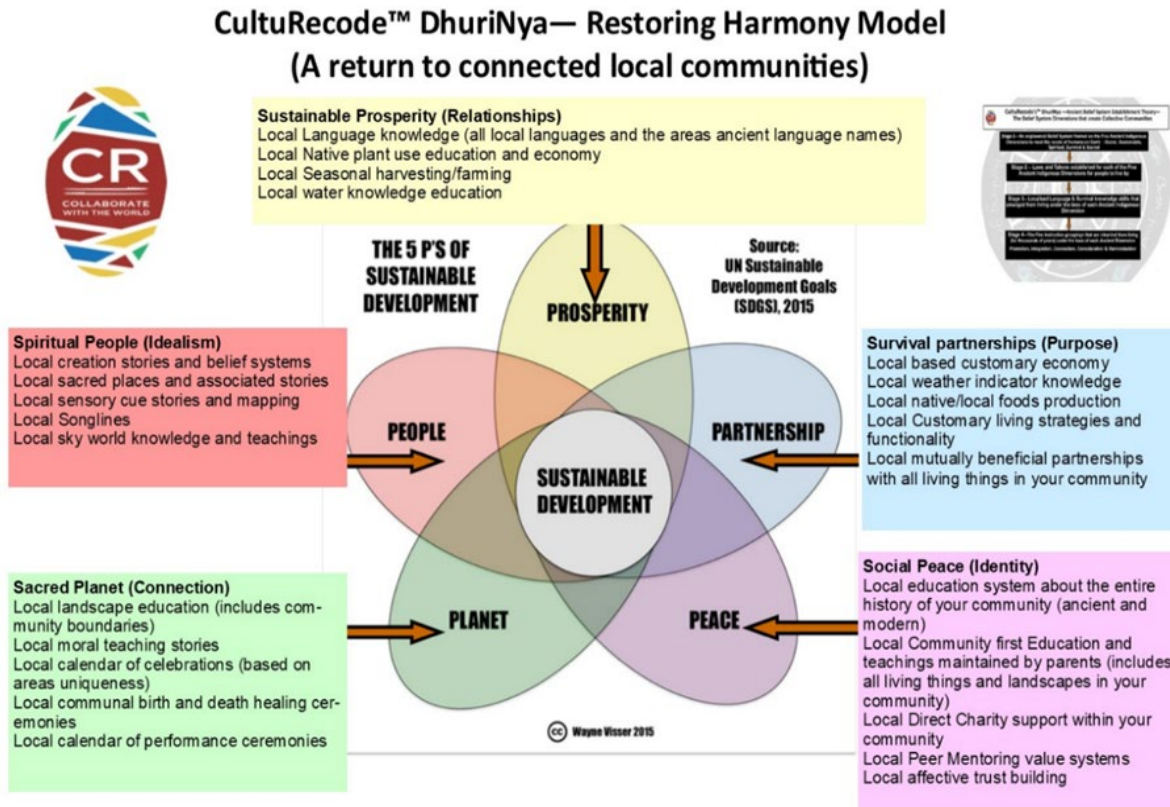 CultuRecode™ DhuriNya— Restoring Harmony Model
(A return to connected local communities)
CR
COLLABORATE
WITH THE WORLD
Sustainable Prosperity (Relationships)
Local Language knowledge (all local languages and the areas ancient language names)
Local Native plant use education and economy
Local Seasonal harvesting/farming
Local water knowledge education
THE 5 P'S OF
SUSTAINABLE
DEVELOPMENT
Source:
UN Sustainable
Development Goals
(SDGS), 2015
PROSPERITY
Spiritual People (Idealism)
Local creation stories and belief systems
Local sacred places and associated stories
Local sensory cue stories and mapping
Local Songlines
Local sky world knowledge and teachings
PEOPLE
PARTNERSHIP
Survival partnerships (Purpose)
Local based customary economy
Local weather indicator knowledge
Local native/local foods production
Local Customary living strategies and
functionality
Local mutually beneficial partnerships
with all living things in your community
SUSTAINABLE
DEVELOPMENT
Sacred Planet (Connection)
Local landscape education (includes com-
munity boundaries)
Local moral teaching stories
Local calendar of celebrations (based on
areas uniqueness)
Local communal birth and death healing cer-
emonies
Local calendar of performance ceremonies
PLANET
PEACE
Social Peace (Identity)
Local education system about the entire
history of your community (ancient and
modern)
Local Community first Education and
teachings maintained by parents (includes
all living things and landscapes in your
community)
Local Direct Charity support within your
community
Local Peer Mentoring value systems
Local affective trust building
cc Wayne Visser 2015